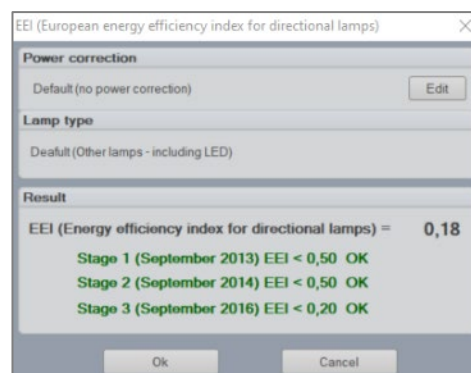 EEI (European energy efficiency index for directional lamps)
Power correction
Default (no power correction)
Edit
Lamp type
Deafult (Other lamps - including LED)
Result
EEI (Energy efficiency index for directional lamps) = 0,18
Stage 1 (September 2013) EEI < 0,50 OK
Stage 2 (September 2014) EEI < 0,50 OK
Stage 3 (September 2016) EEI < 0,20 OK
Ok
Cancel